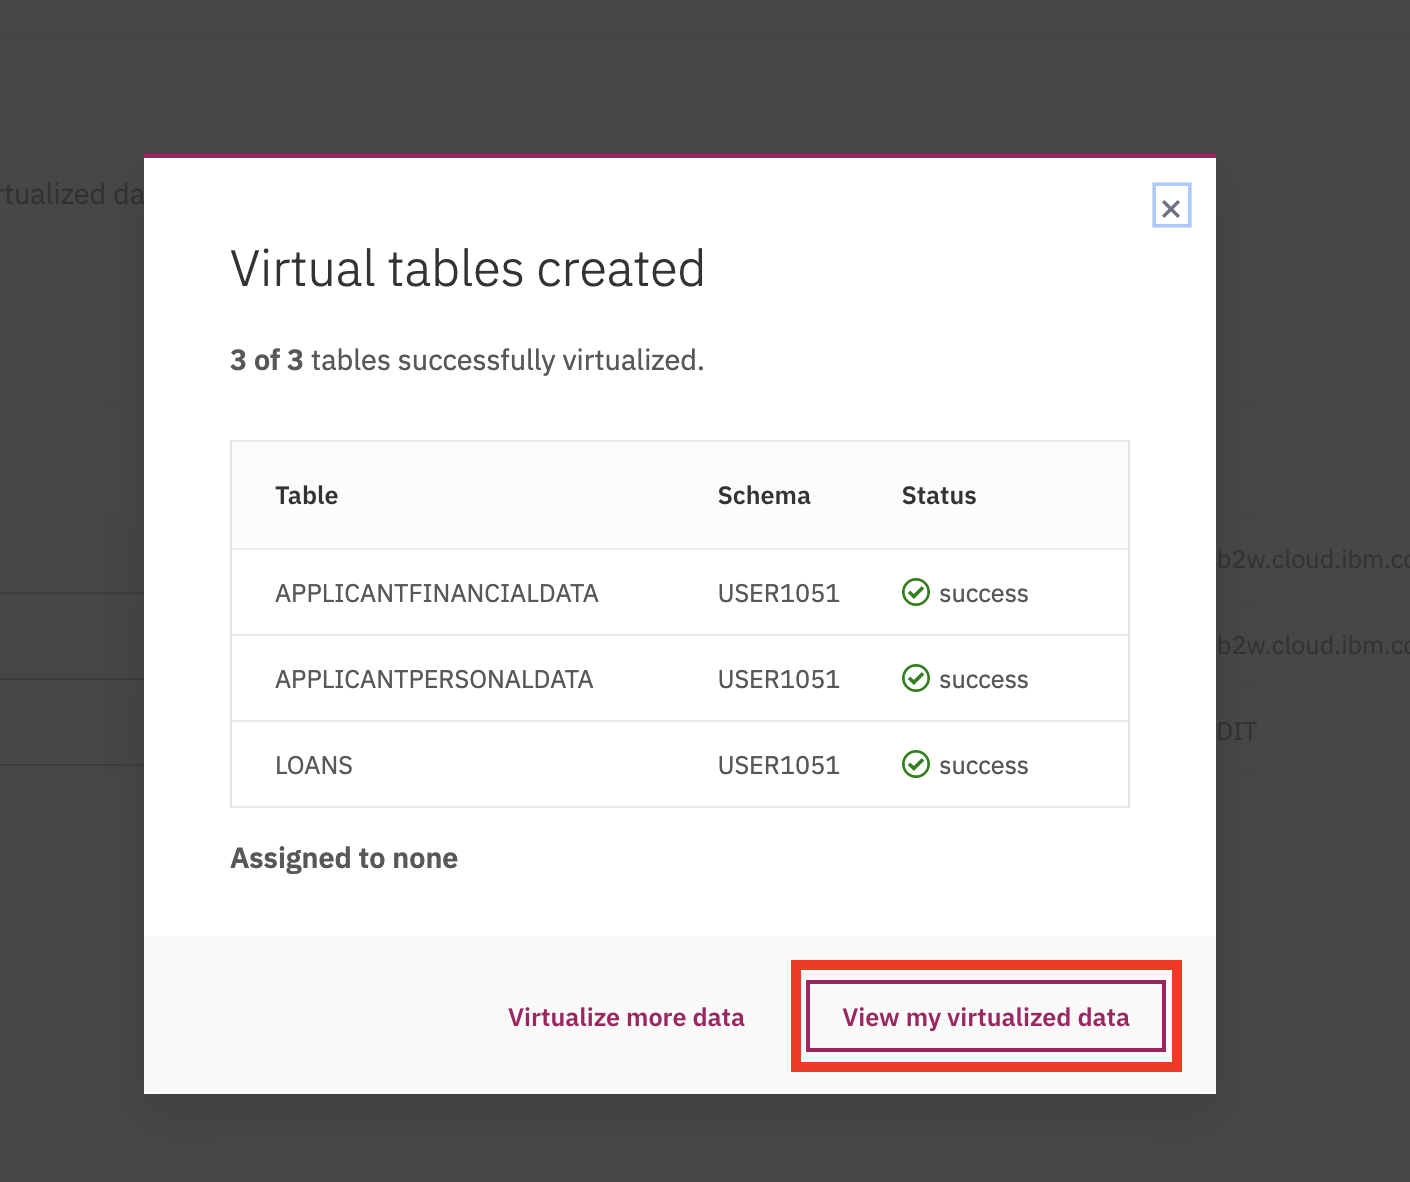 rtualized da
Virtual tables created
3 of 3 tables successfully virtualized.
Table Schema Status
b2w.cloud.ibm.co
APPLICANTFINANCIALDATA USER1051 success
b2w.cloud.ibm.co
APPLICANTPERSONALDATA USER1051 success
DIT
LOANS USER1051 success
Assigned to none
Virtualize more data View my virtualized data